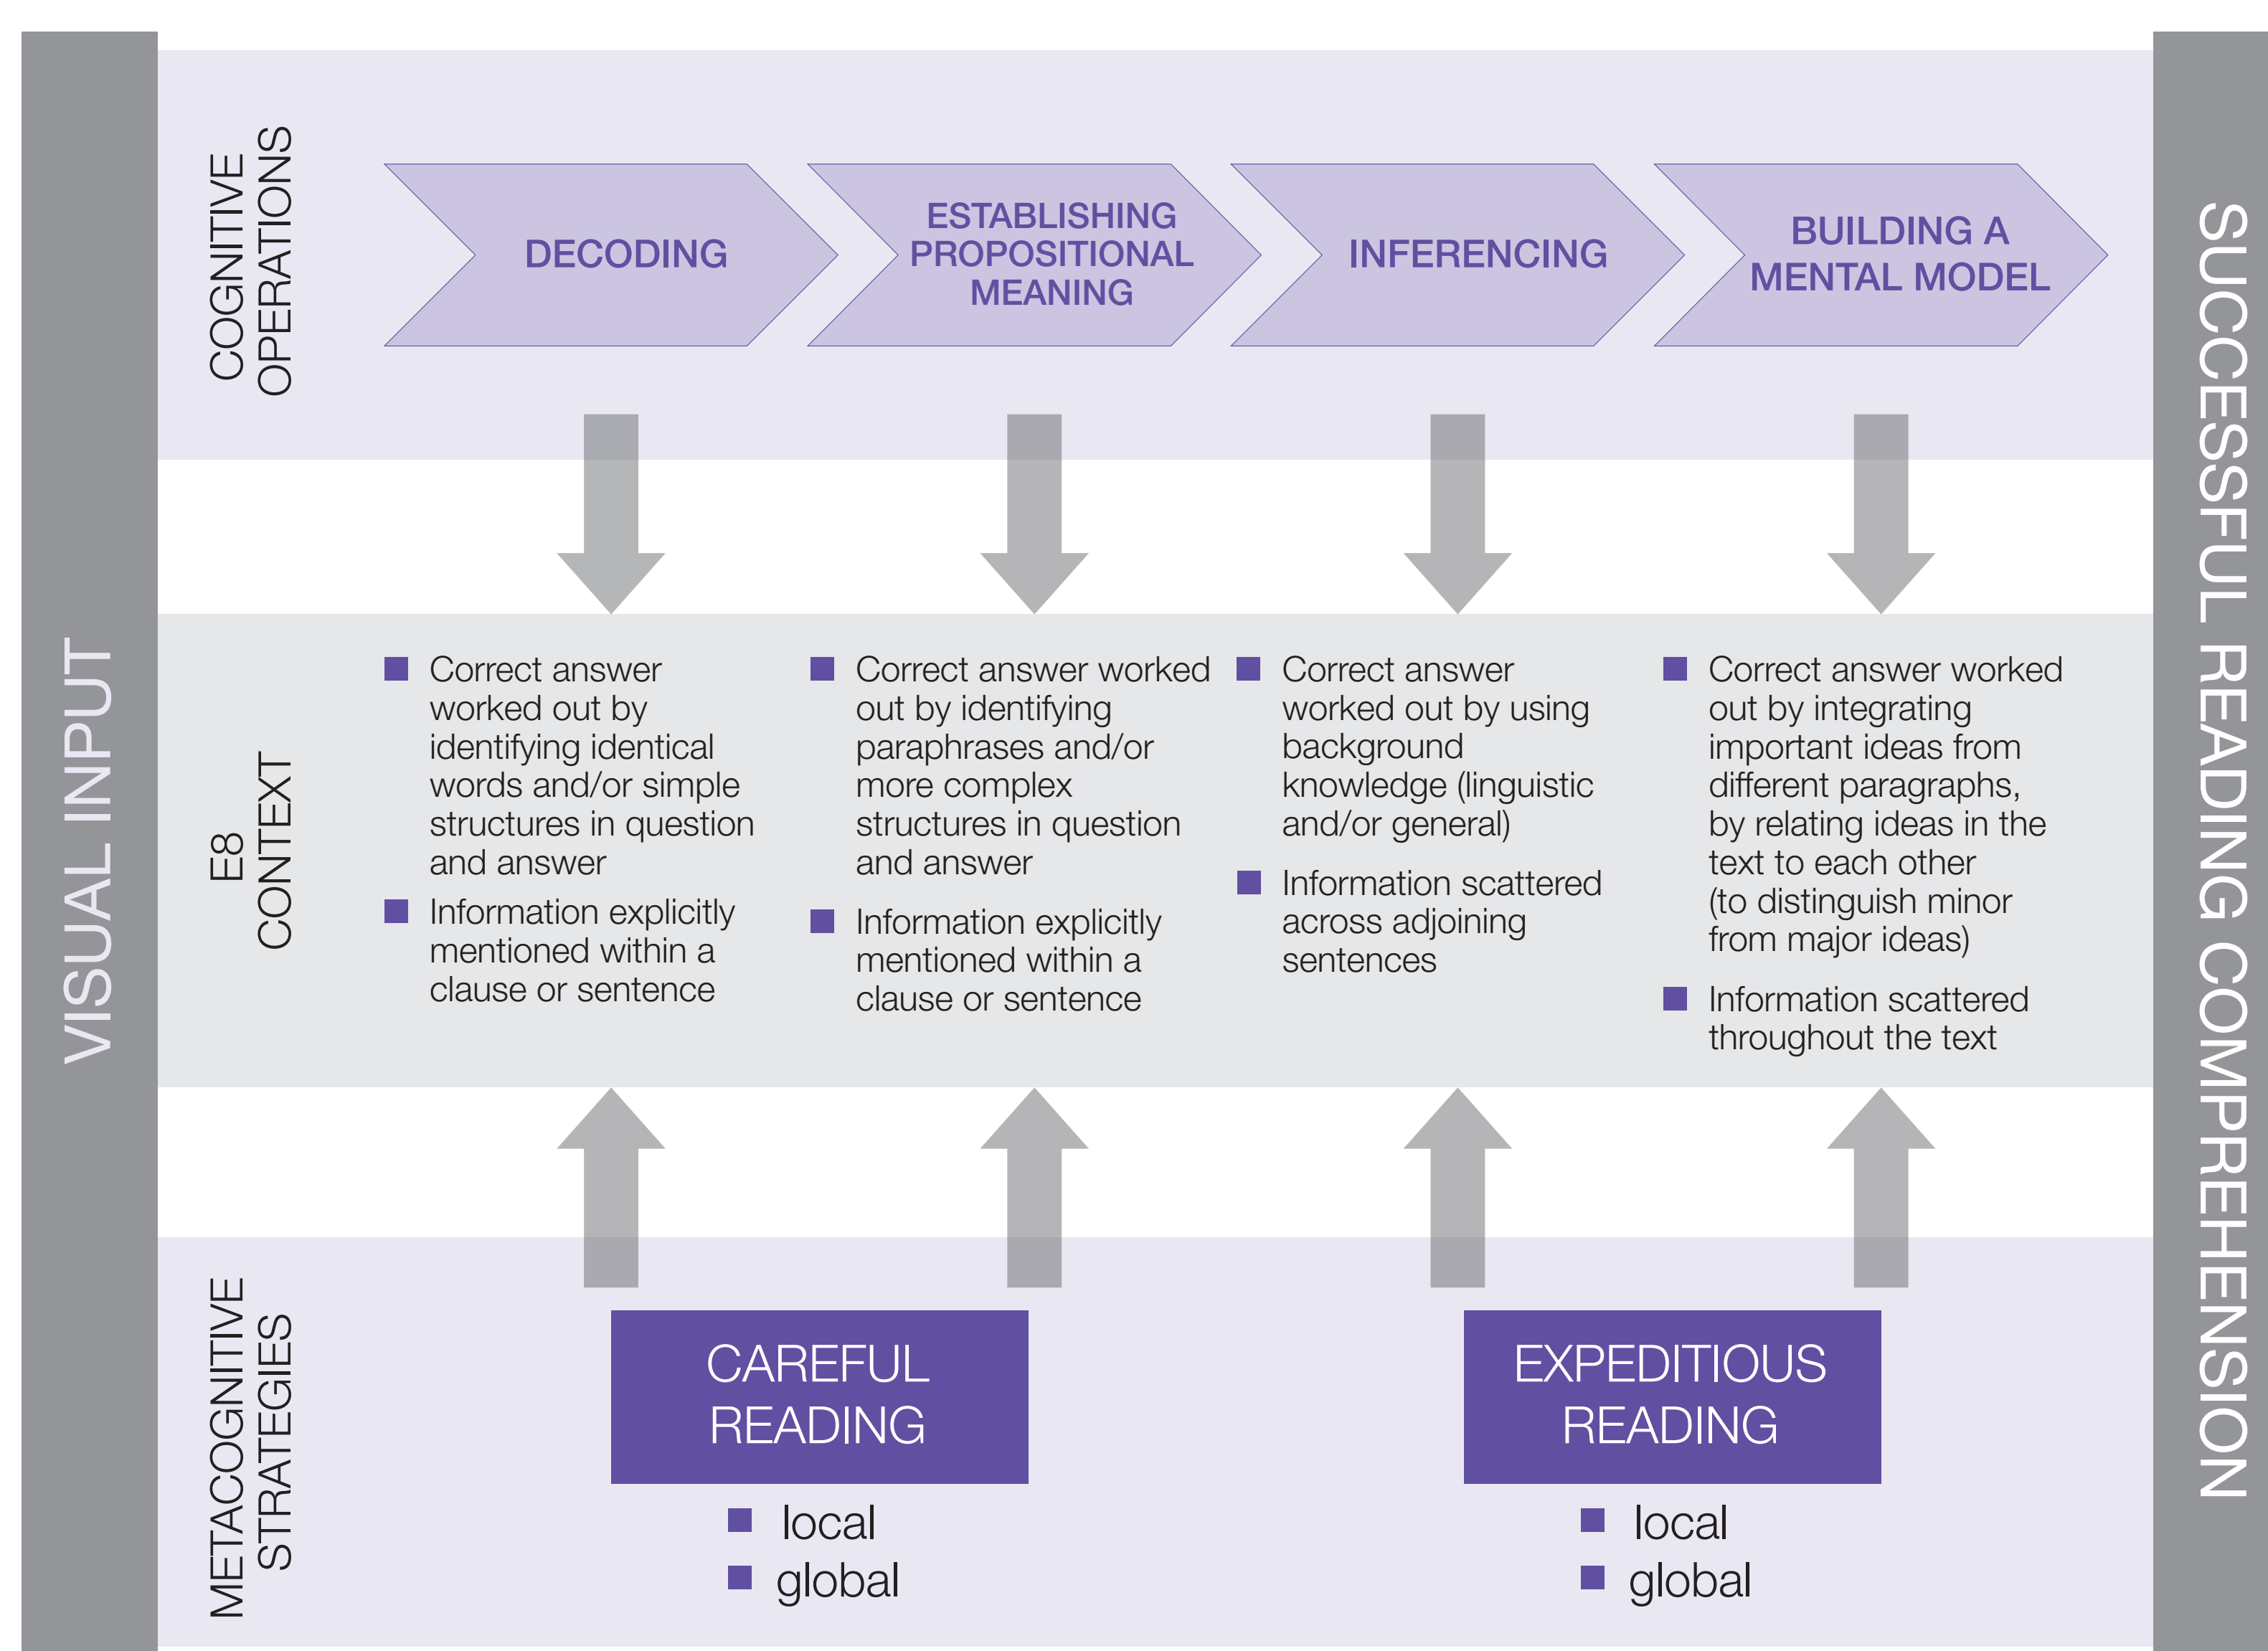 VISUAL INPUT
COGNITIVE
OPERATIONS
DECODING
ESTABLISHING
PROPOSITIONAL
MEANING
INFERENCING
BUILDING A
MENTAL MODEL
E8
CONTEXT
■ Correct answer
worked out by
identifying identical
words and/or simple
structures in question
and answer
■ Information explicitly
mentioned within a
clause or sentence
■ Correct answer worked
out by identifying
paraphrases and/or
more complex
structures in question
and answer
■ Information explicitly
mentioned within a
clause or sentence
■ Correct answer
worked out by using
background
knowledge (linguistic
and/or general)
■ Information scattered
across adjoining
sentences
■ Correct answer worked
out by integrating
important ideas from
different paragraphs,
by relating ideas in the
text to each other
(to distinguish minor
from major ideas)
■ Information scattered
throughout the text
METACOGNITIVE
STRATEGIES
CAREFUL
READING
■ local
■ global
EXPEDITIOUS
READING
■ local
■ global
SUCCESSFUL READING COMPREHENSION